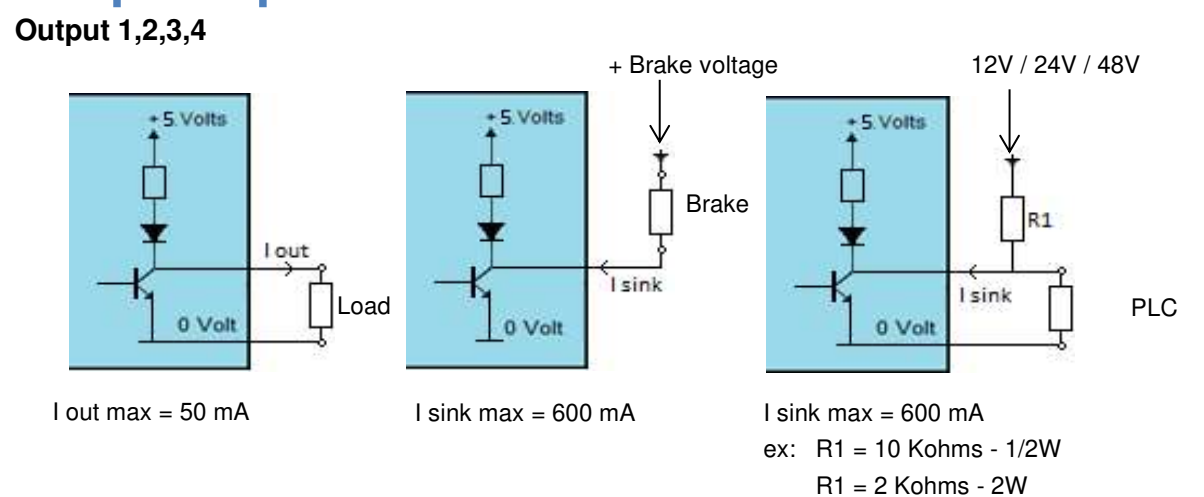 Output 1,2,3,4
+ Brake voltage
12V / 24V / 48V
+ 5 Volts
I out
Load
0 Volt
I out max = 50 mA
+ 5 Volts
Brake
I sink
0 Volt
I sink max = 600 mA
+ 5 Volts
R1
I sink
PLC
0 Volt
I sink max = 600 mA
ex: R1 = 10 Kohms - 1/2W
R1 = 2 Kohms - 2W